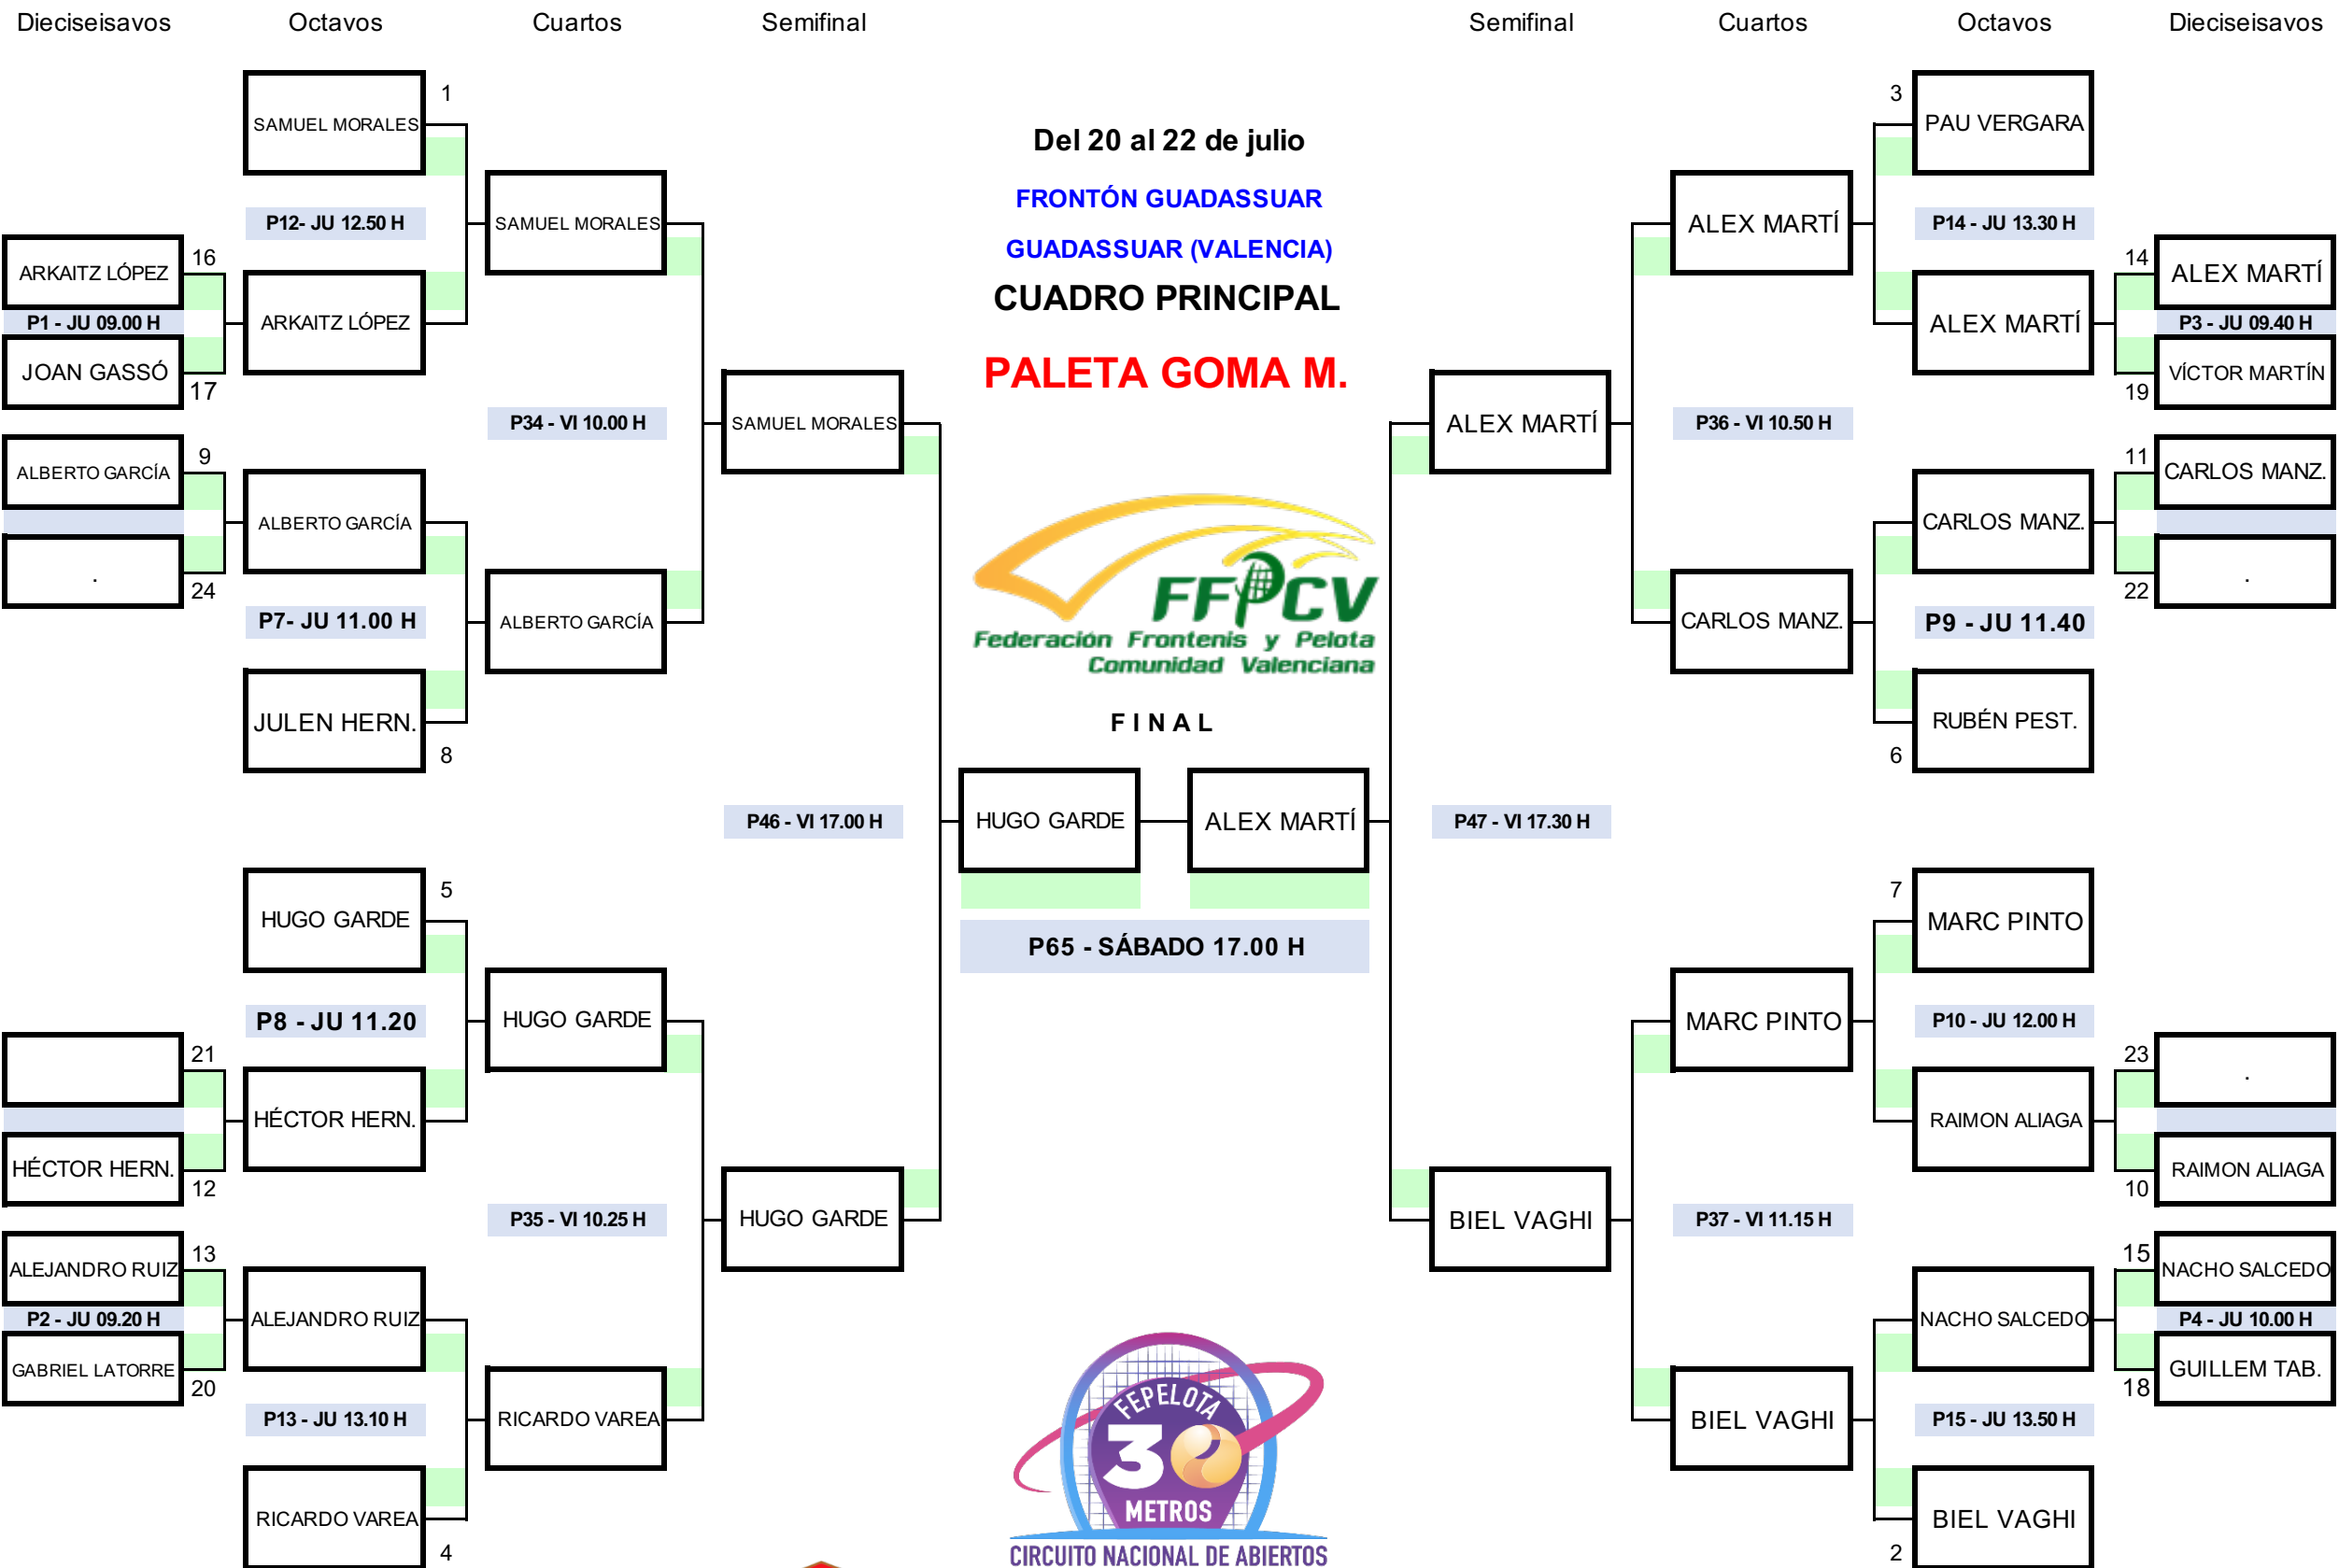 Dieciseisavos Octavos Cuartos Semifinal Semifinal Cuartos Octavos Dieciseisavos
1
SAMUEL MORALES
P12- JU 12.50 H
16
ARKAITZ LÓPEZ
P1 - JU 09.00 H
JOAN GASSÓ
17
ARKAITZ LÓPEZ
SAMUEL MORALES
9
ALBERTO GARCÍA
.
24
ALBERTO GARCÍA
P7- JU 11.00 H
JULEN HERN.
8
P34 - VI 10.00 H
ALBERTO GARCÍA
SAMUEL MORALES
P46 - VI 17.00 H
5
HUGO GARDE
P8 - JU 11.20
21
HÉCTOR HERN.
12
HÉCTOR HERN.
HUGO GARDE
13
ALEJANDRO RUIZ
P2 - JU 09.20 H
GABRIEL LATORRE
20
ALEJANDRO RUIZ
P13 - JU 13.10 H
RICARDO VAREA
4
P35 - VI 10.25 H
RICARDO VAREA
HUGO GARDE
Del 20 al 22 de julio
FRONTÓN GUADASSUAR
GUADASSUAR (VALENCIA)
CUADRO PRINCIPAL
PALETA GOMA M.
FFPCV
Federación Frontenis y Pelota
Comunidad Valenciana
FINAL
HUGO GARDE ALEX MARTÍ
P65 - SÁBADO 17.00 H
FEPELOTA
30
METROS
CIRCUITO NACIONAL DE ABIERTOS
3
PAU VERGARA
P14 - JU 13.30 H
ALEX MARTÍ
14
ALEX MARTÍ
P3 - JU 09.40 H
VÍCTOR MARTÍN
19
ALEX MARTÍ
P36 - VI 10.50 H
ALEX MARTÍ
11
CARLOS MANZ.
.
22
CARLOS MANZ.
P9 - JU 11.40
RUBÉN PEST.
6
CARLOS MANZ.
P47 - VI 17.30 H
7
MARC PINTO
P10 - JU 12.00 H
RAIMON ALIAGA
23
.
RAIMON ALIAGA
10
MARC PINTO
P37 - VI 11.15 H
BIEL VAGHI
15
NACHO SALCEDO
P4 - JU 10.00 H
GUILLEM TAB.
18
NACHO SALCEDO
P15 - JU 13.50 H
BIEL VAGHI
2
BIEL VAGHI